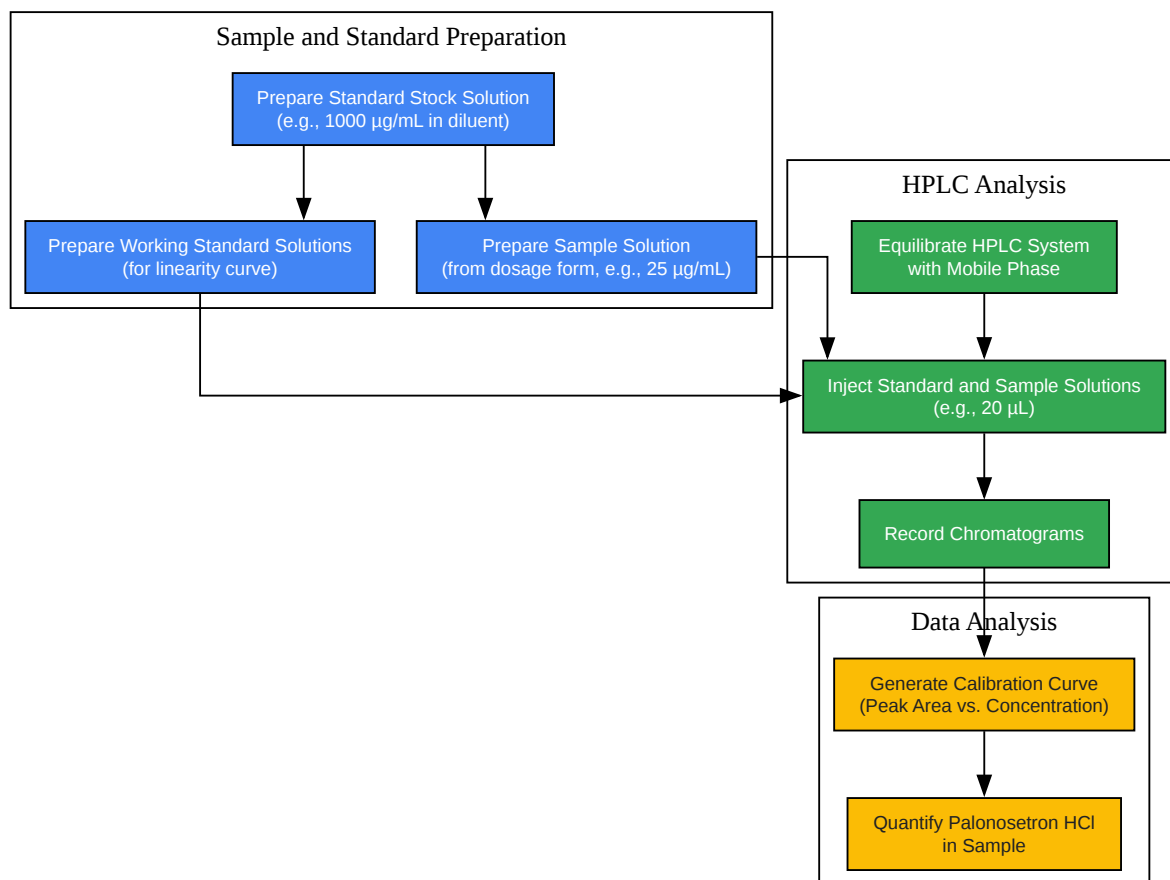 Sample and Standard Preparation
Prepare Standard Stock Solution
(e.g., 1000 µg/mL in diluent)
Prepare Working Standard Solutions
(for linearity curve)
Prepare Sample Solution
(from dosage form, e.g., 25 µg/mL)
HPLC Analysis
Equilibrate HPLC System
with Mobile Phase
Inject Standard and Sample Solutions
(e.g., 20 µL)
Record Chromatograms
Data Analysis
Generate Calibration Curve
(Peak Area vs. Concentration)
Quantify Palonosetron HCl
in Sample